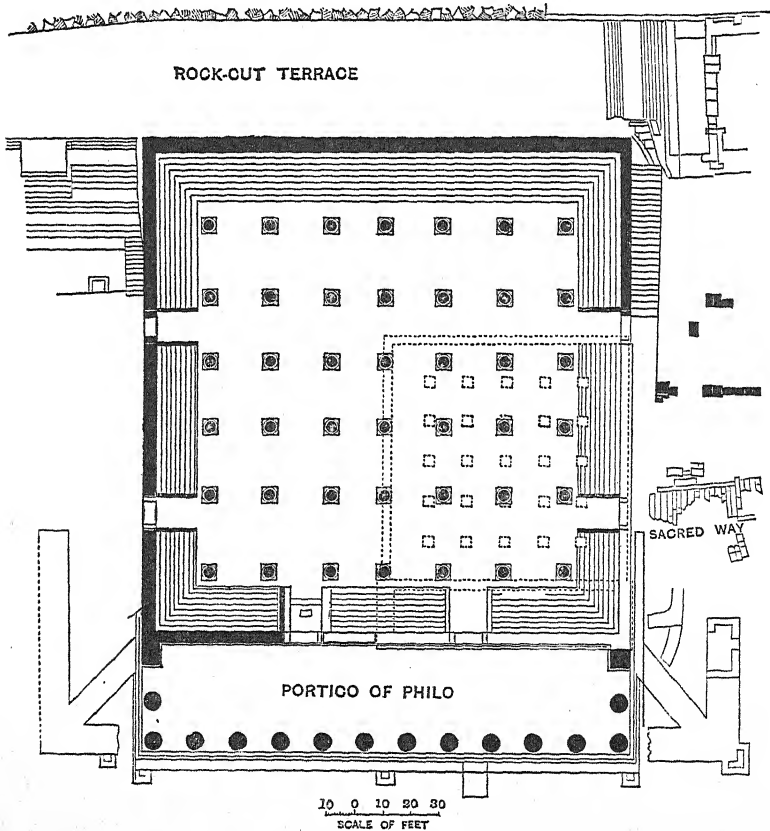 ROCK-CUT TERRACE
SACRED WAY
PORTICO OF PHILO
10 0 10 20 30
SCALE OF FEET